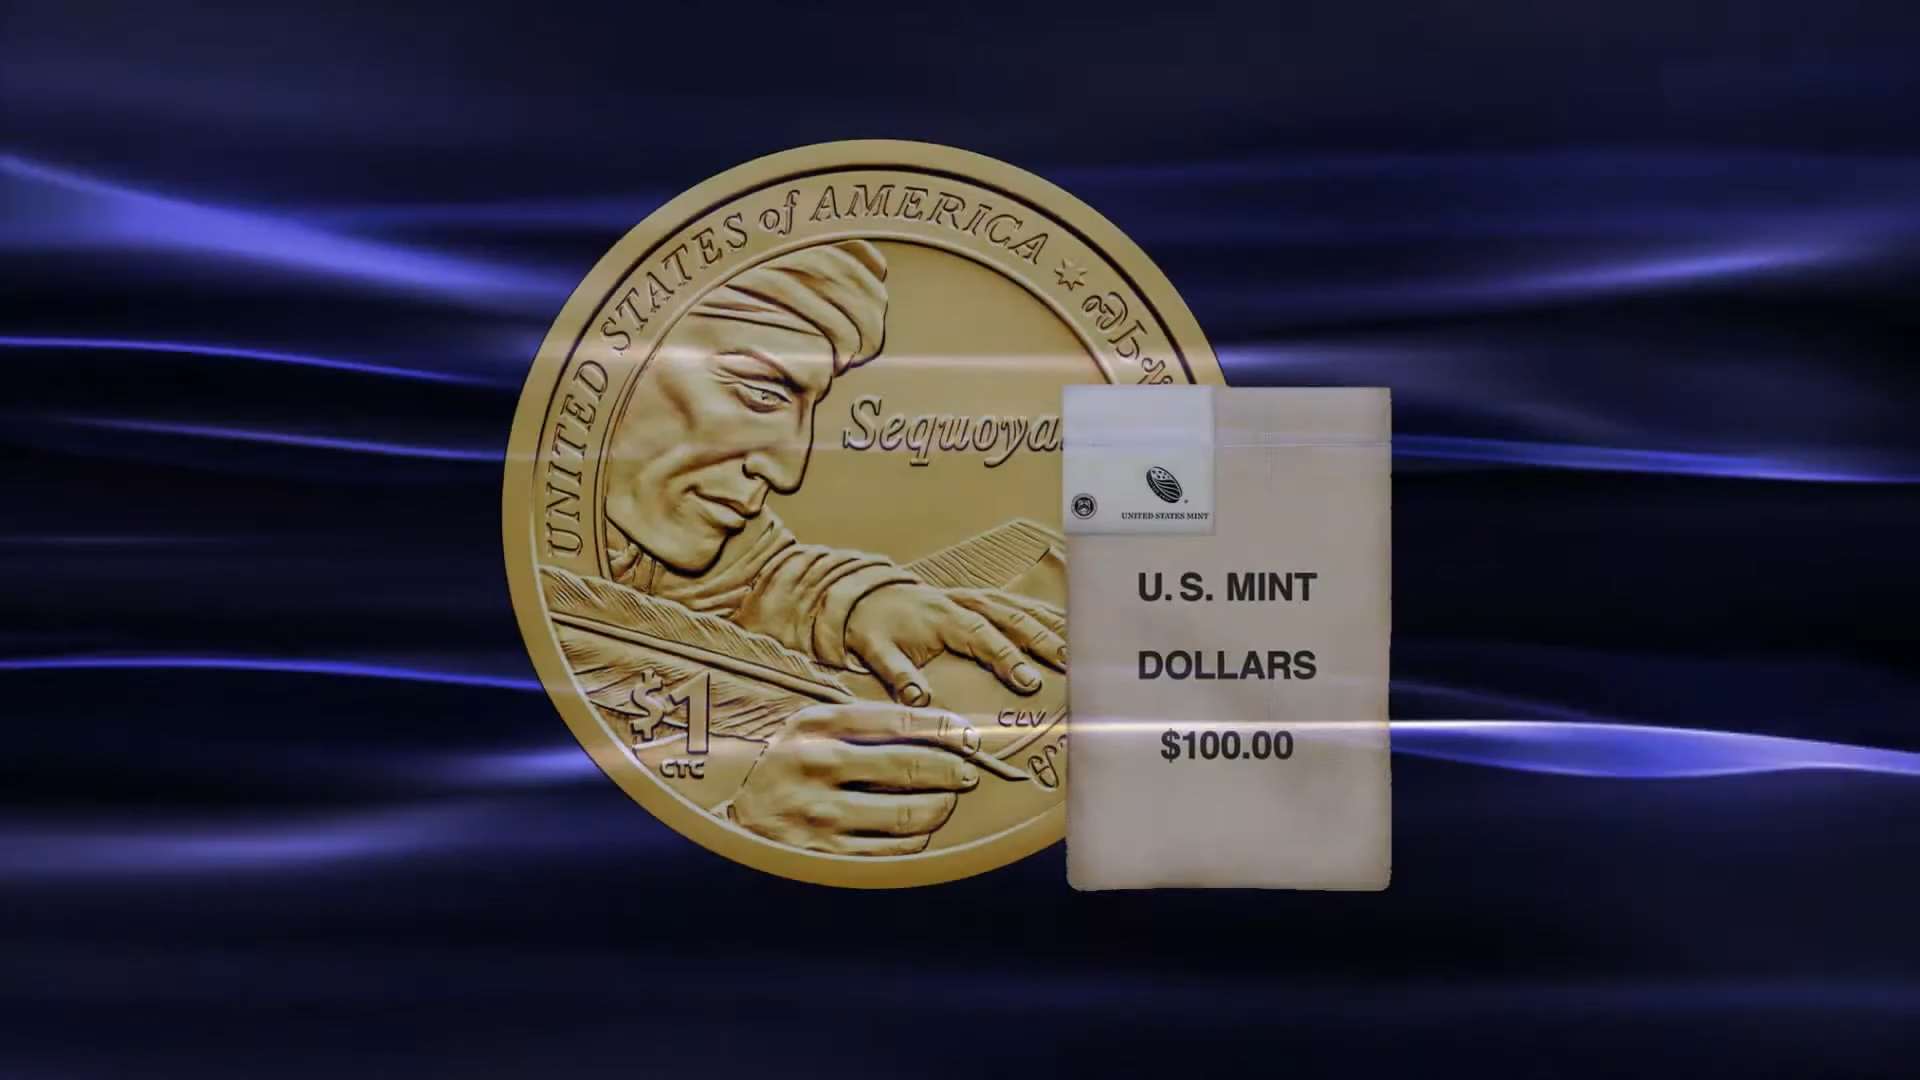 UNITED STATES of AMERICA
Sequoya
$1
CTC
CLV
UNITED STATES MINT
U.S. MINT
DOLLARS
$100.00